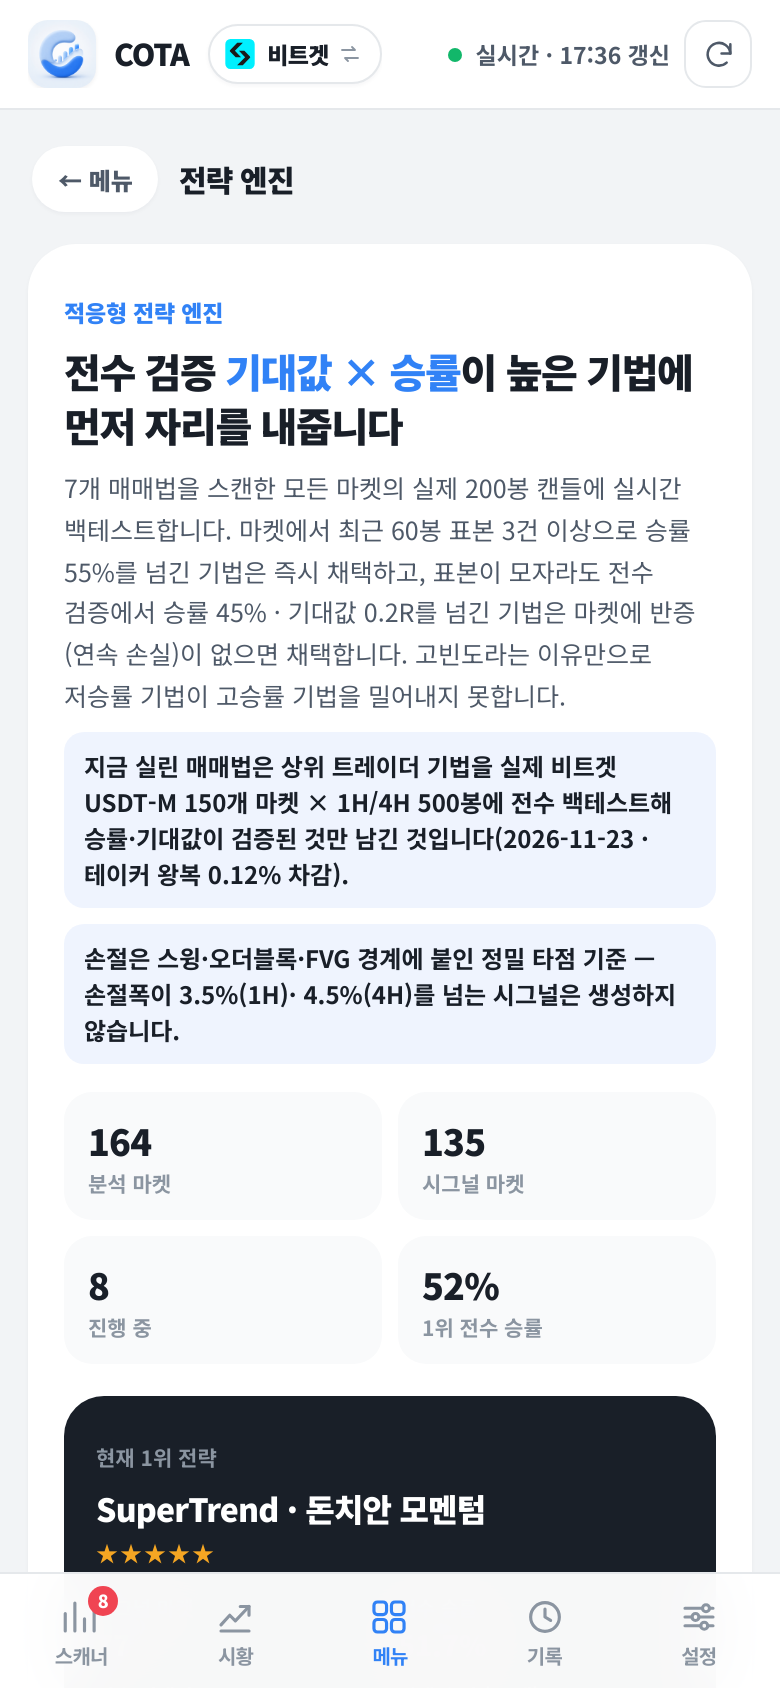 COTA
비트겟
실시간 · 17:36 갱신
← 메뉴
전략 엔진
적응형 전략 엔진
전수 검증 기대값 × 승률이 높은 기법에
먼저 자리를 내줍니다
7개 매매법을 스캔한 모든 마켓의 실제 200봉 캔들에 실시간
백테스트합니다. 마켓에서 최근 60봉 표본 3건 이상으로 승률
55%를 넘긴 기법은 즉시 채택하고, 표본이 모자라도 전수
검증에서 승률 45% · 기대값 0.2R를 넘긴 기법은 마켓에 반증
(연속 손실)이 없으면 채택합니다. 고빈도라는 이유만으로
저승률 기법이 고승률 기법을 밀어내지 못합니다.
지금 실린 매매법은 상위 트레이더 기법을 실제 비트겟
USDT-M 150개 마켓 × 1H/4H 500봉에 전수 백테스트해
승률·기대값이 검증된 것만 남긴 것입니다(2026-11-23 ·
테이커 왕복 0.12% 차감).
손절은 스윙·오더블록·FVG 경계에 붙인 정밀 타점 기준 —
손절폭이 3.5%(1H)· 4.5%(4H)를 넘는 시그널은 생성하지
않습니다.
164
분석 마켓
135
시그널 마켓
8
진행 중
52%
1위 전수 승률
현재 1위 전략
SuperTrend · 돈치안 모멘텀
★★★★★
8
스캐너
시황
메뉴
기록
설정